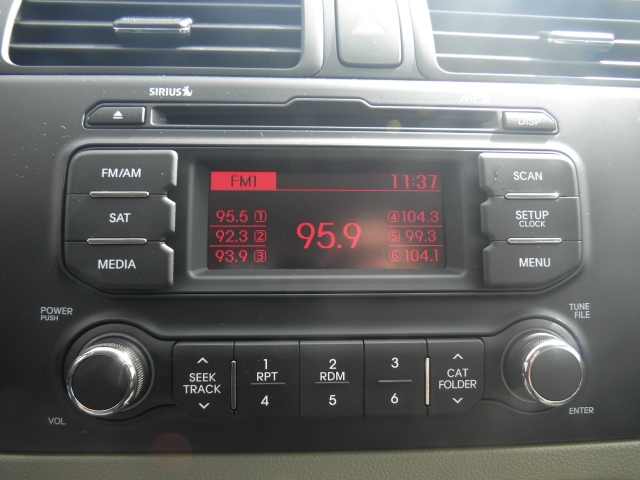 SIRIUS
DISP
FM/AM
SAT
MEDIA
FM1 11:37
95.5 1
92.3 2
93.9 3
95.9
4 104.3
5 99.3
6 104.1
SCAN
SETUP
CLOCK
MENU
POWER
PUSH
VOL
SEEK
TRACK
1
RPT
4
2
RDM
5
3
6
CAT
FOLDER
TUNE
FILE
ENTER